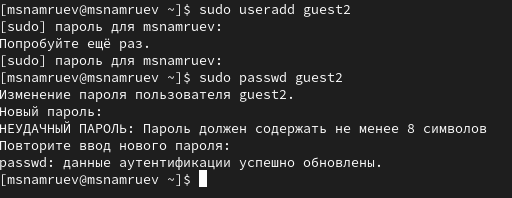 [msnamruev@msnamruev ~]$ sudo useradd guest2
[sudo] пароль для msnamruev:
Попробуйте ещё раз.
[sudo] пароль для msnamruev:
[msnamruev@msnamruev ~]$ sudo passwd guest2
Изменение пароля пользователя guest2.
Новый пароль:
НЕУДАЧНЫЙ ПАРОЛЬ: Пароль должен содержать не менее 8 символов
Повторите ввод нового пароля:
passwd: данные аутентификации успешно обновлены.
[msnamruev@msnamruev ~]$